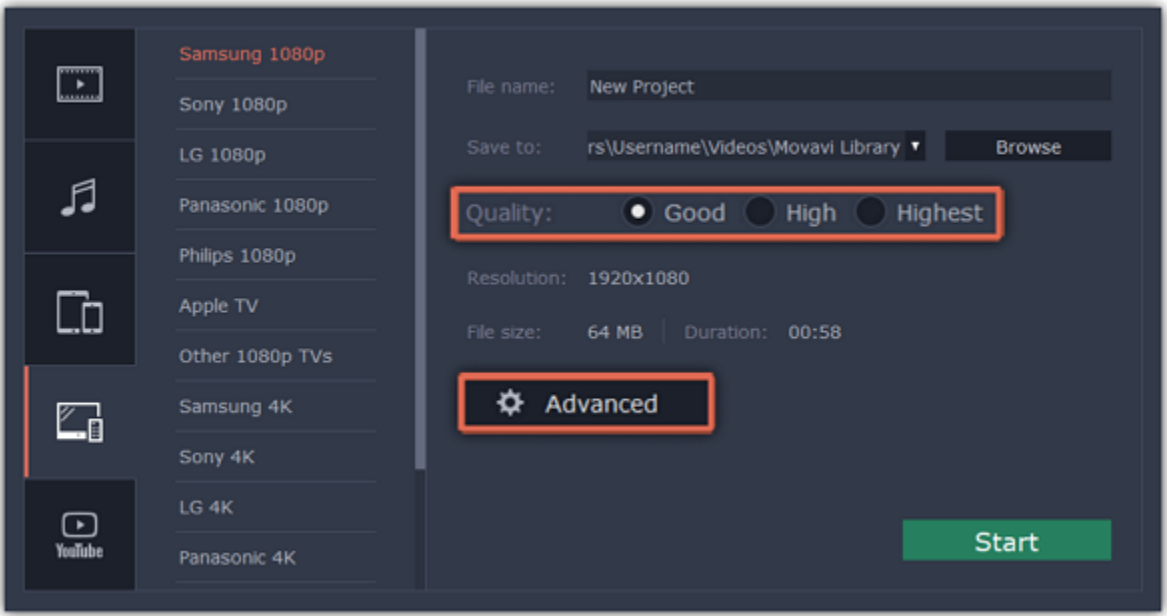 Samsung 1080p
Sony 1080p
LG 1080p
Panasonic 1080p
Philips 1080p
Apple TV
Other 1080p TVs
Samsung 4K
Sony 4K
LG 4K
Panasonic 4K
YouTube
File name: New Project
Save to: rs\Username\Videos\Movavi Library Browse
Quality: Good High Highest
Resolution: 1920x1080
File size: 64 MB Duration: 00:58
Advanced
Start